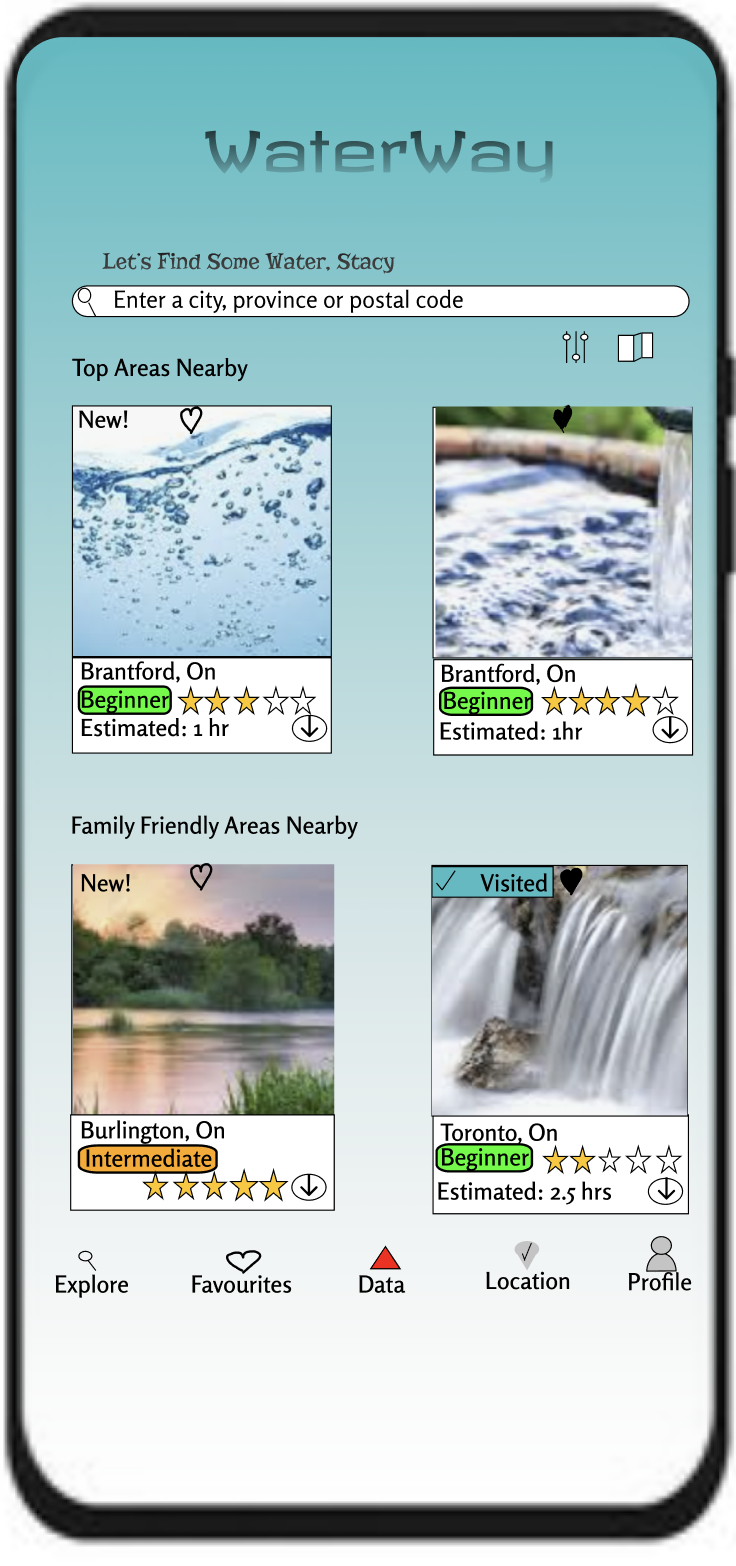 WaterWay
Let's Find Some Water, Stacy
Enter a city, province or postal code
Top Areas Nearby
New!
Brantford, On
Beginner
Estimated: 1 hr
Brantford, On
Beginner
Estimated: 1hr
Family Friendly Areas Nearby
New!
Burlington, On
Intermediate
Visited
Toronto, On
Beginner
Estimated: 2.5 hrs
Explore
Favourites
Data
Location
Profile